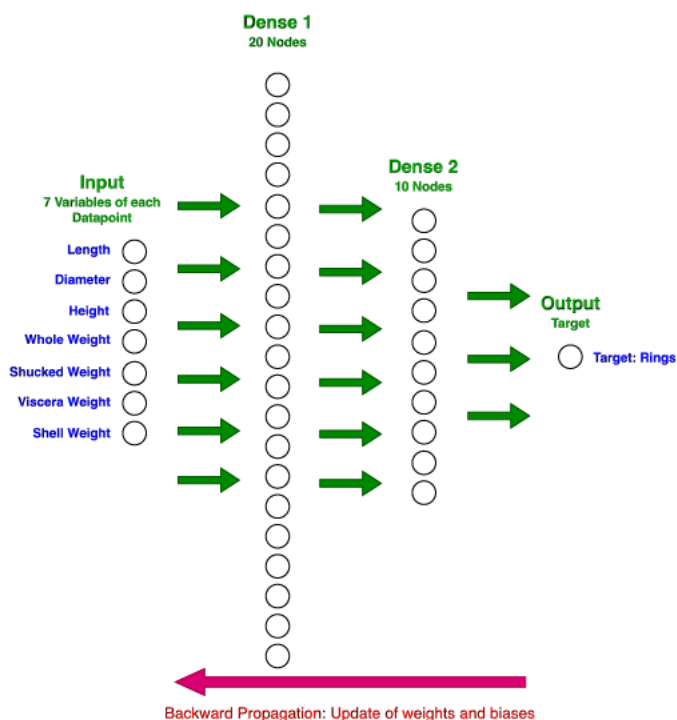 Dense 1
20 Nodes
Dense 2
10 Nodes
Input
7 Variables of each
Datapoint
Length
Diameter
Height
Whole Weight
Shucked Weight
Viscera Weight
Shell Weight
Output
Target
Target: Rings
Backward Propagation: Update of weights and biases